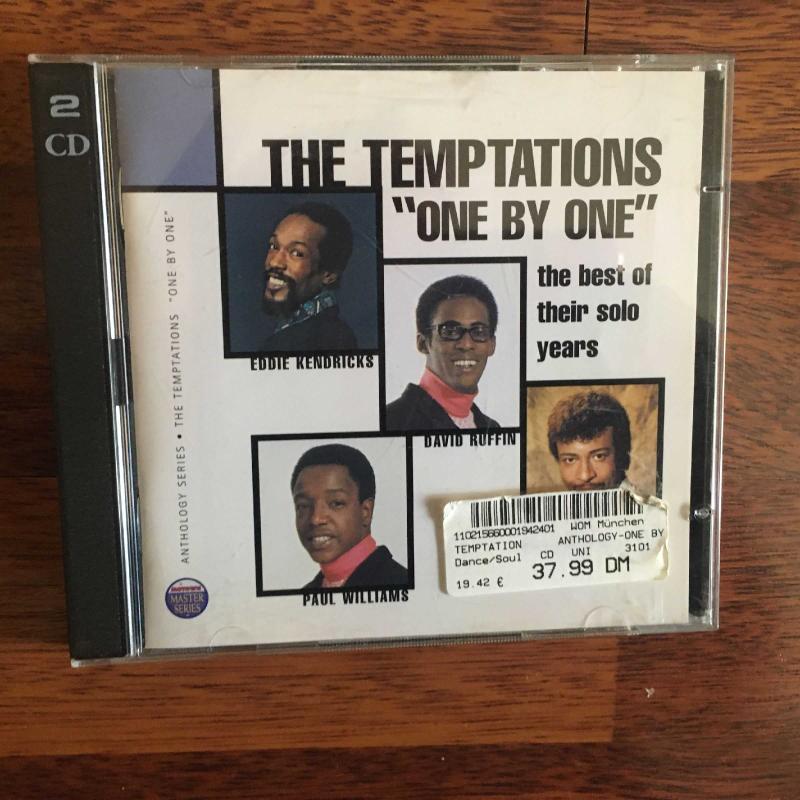 2
CD
THE TEMPTATIONS
"ONE BY ONE"
the best of
their solo
years
EDDIE KENDRICKS
DAVID RUFFIN
PAUL WILLIAMS
ANTHOLOGY SERIES • THE TEMPTATIONS "ONE BY ONE"
MOTOWN
MASTER
SERIES
1102156600001942401 WOM München
TEMPTATION ANTHOLOGY-ONE BY
Dance/Soul CD UNI 3101
19.42 € 37.99 DM